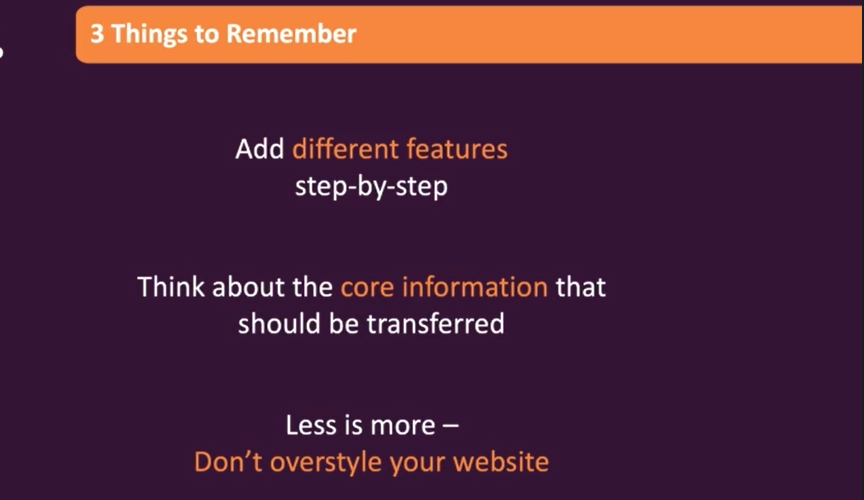 3 Things to Remember
Add different features
step-by-step
Think about the core information that
should be transferred
Less is more –
Don’t overstyle your website